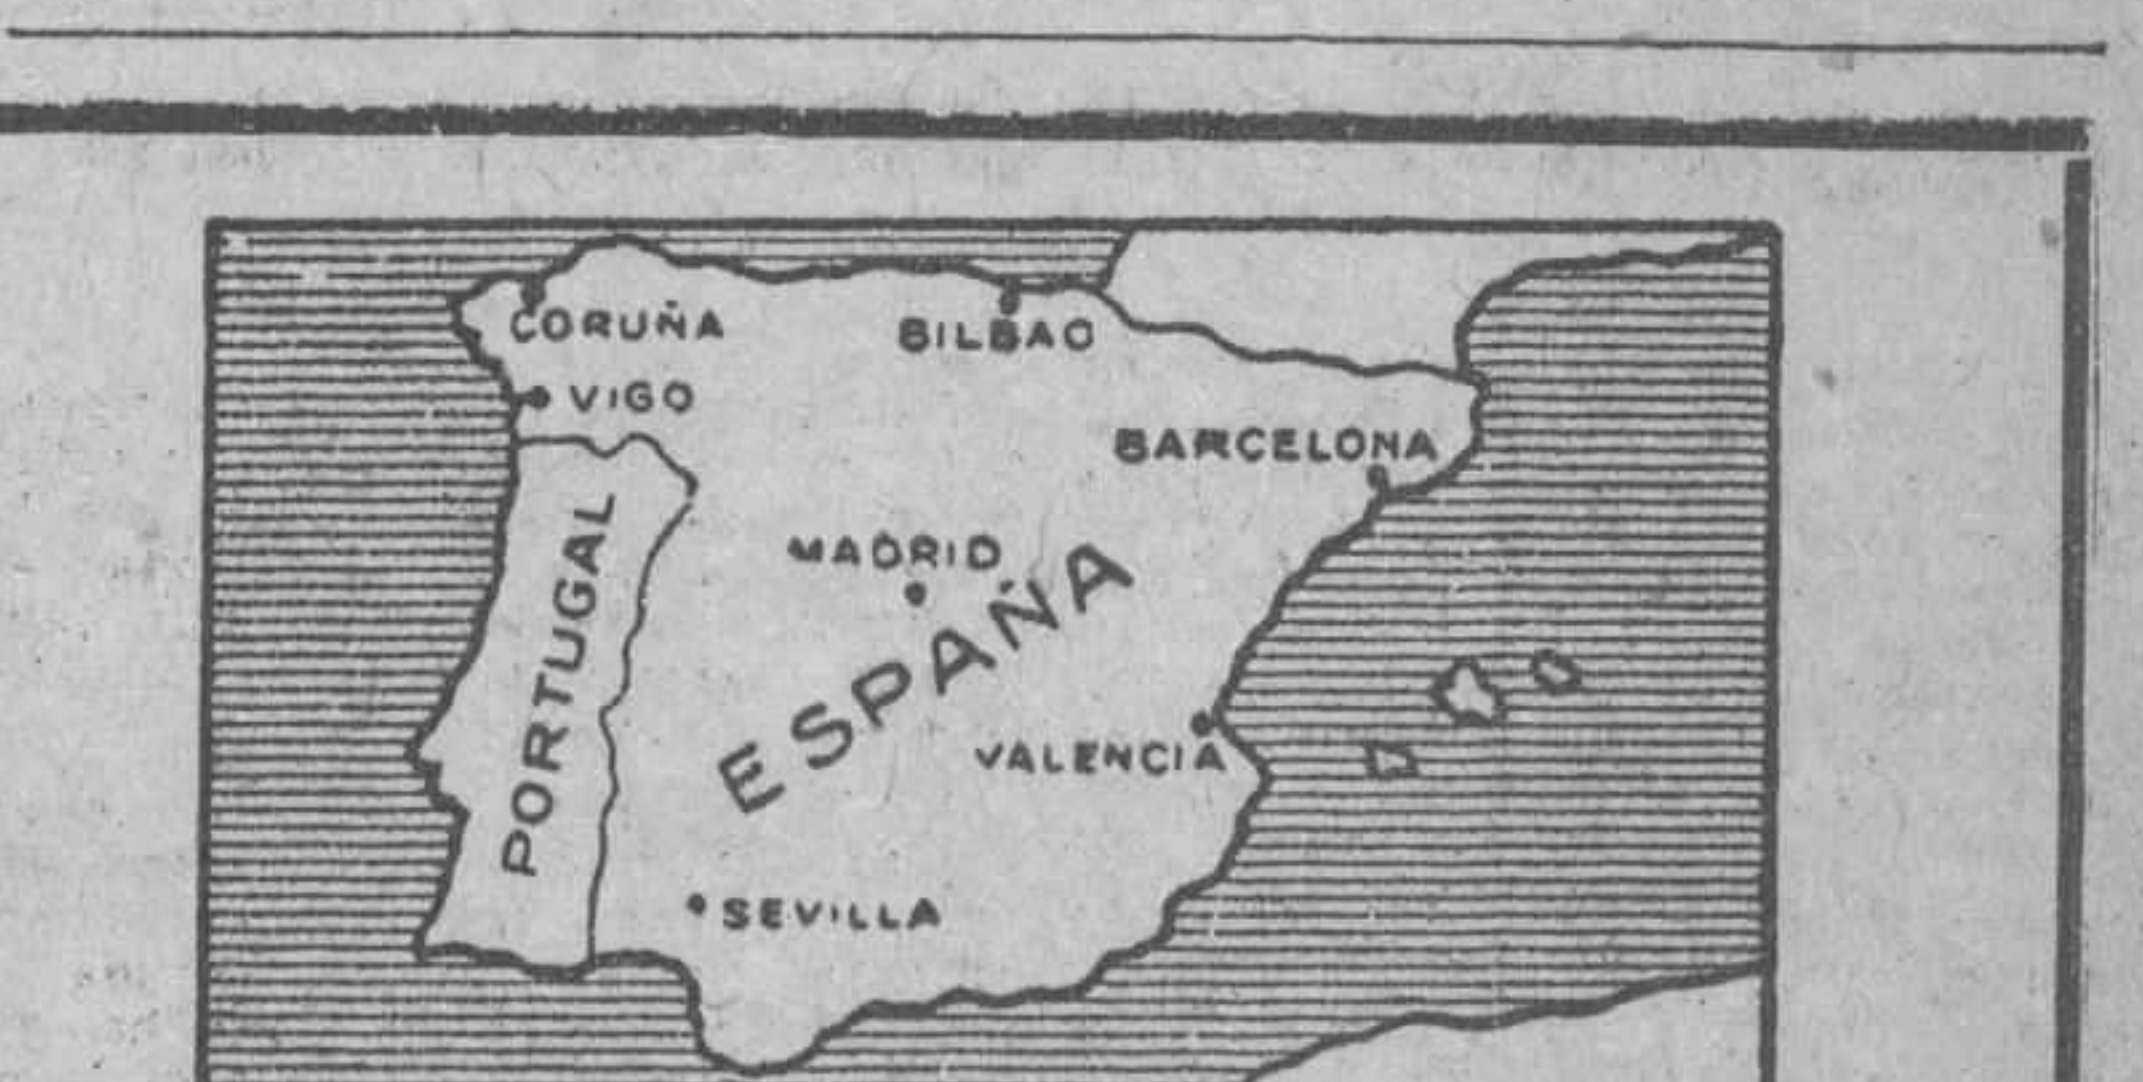 CORUÑA
BILBAO
VIGO
BARCELONA
MADRID
ESPAÑA
PORTUGAL
VALENCIA
SEVILLA